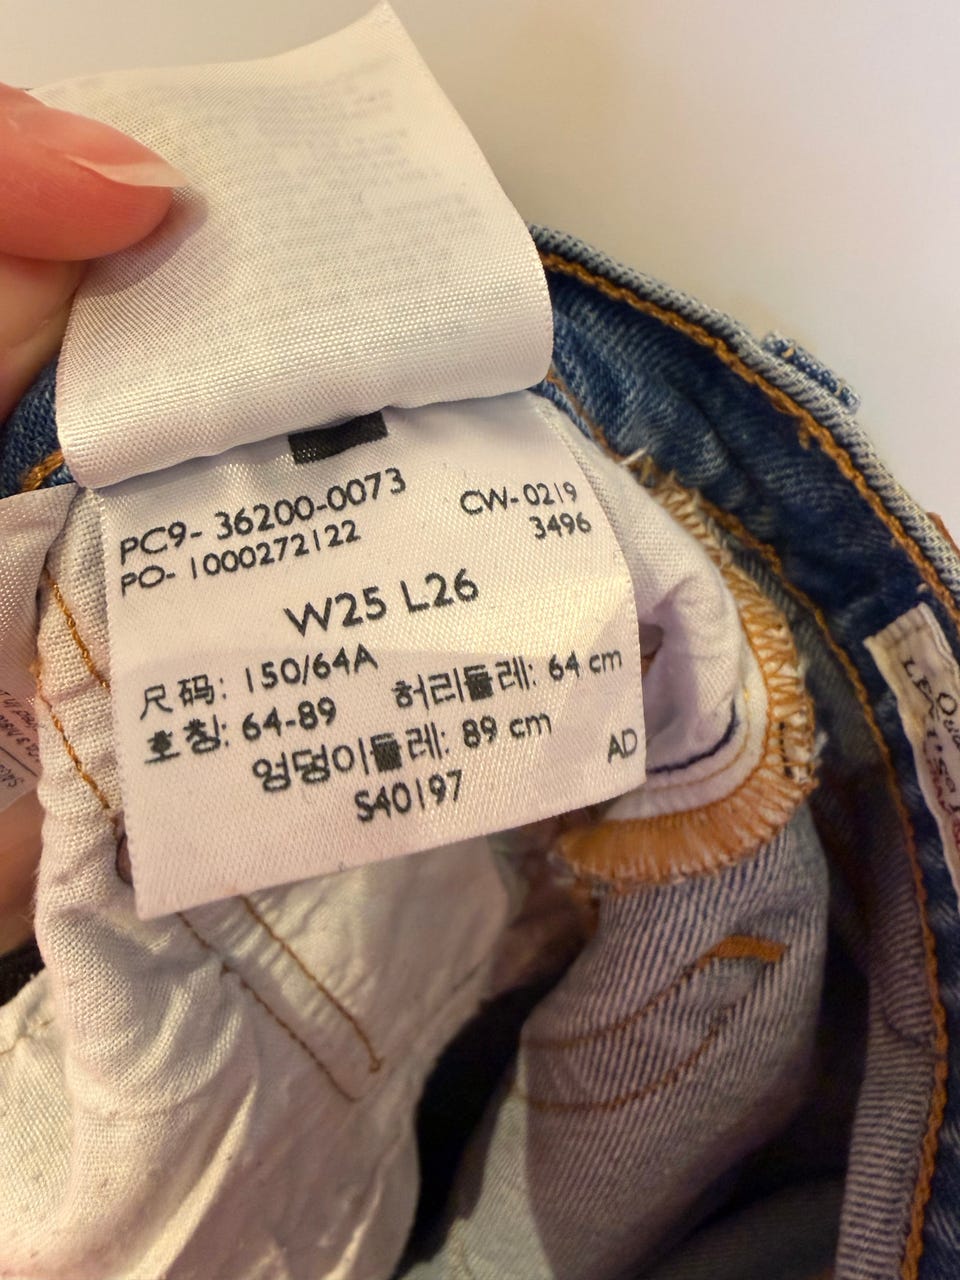 PC9- 36200-0073
CW- 0219
PO- 1000272122
3496
W25 L26
尺码: 150/64A
허리둘레: 64 cm
호칭: 64-89
엉덩이둘레: 89 cm
AD
S40197